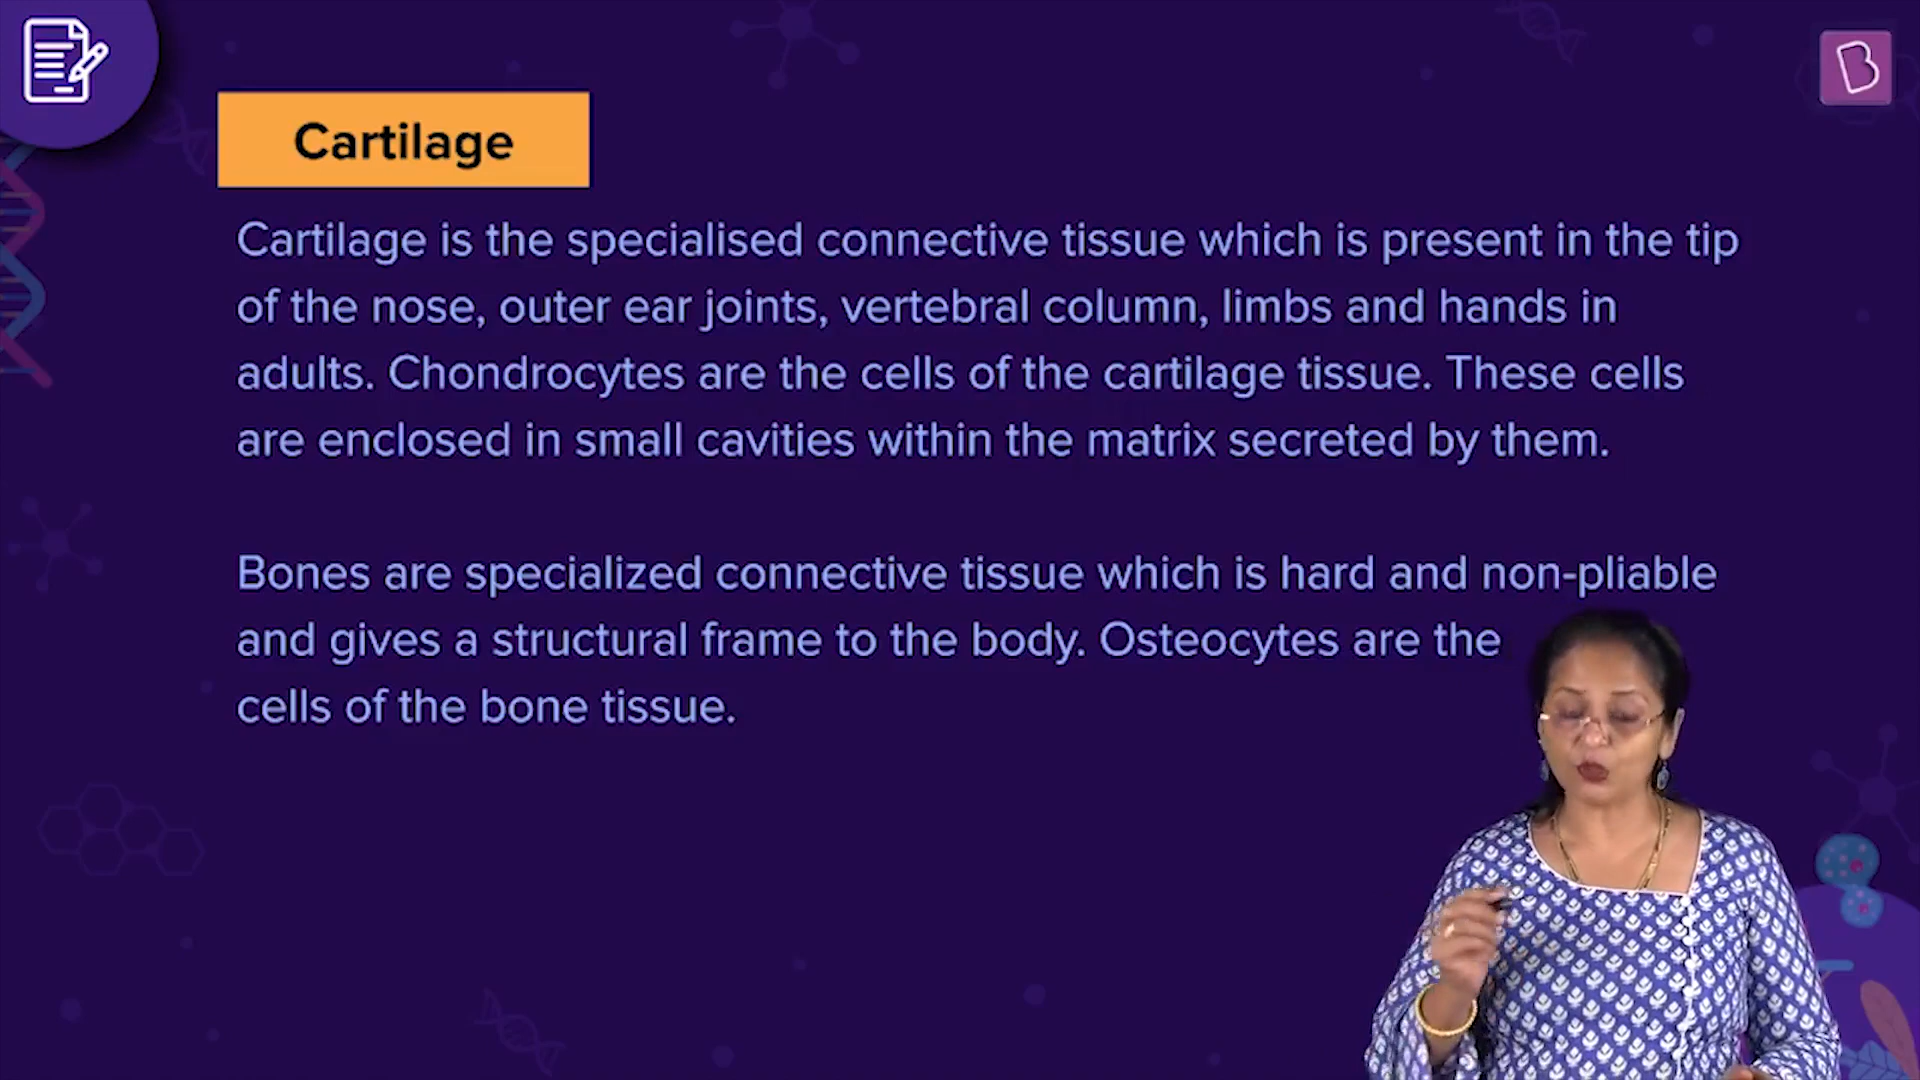 Cartilage
Cartilage is the specialised connective tissue which is present in the tip
of the nose, outer ear joints, vertebral column, limbs and hands in
adults. Chondrocytes are the cells of the cartilage tissue. These cells
are enclosed in small cavities within the matrix secreted by them.
Bones are specialized connective tissue which is hard and non-pliable
and gives a structural frame to the body. Osteocytes are the
cells of the bone tissue.
B